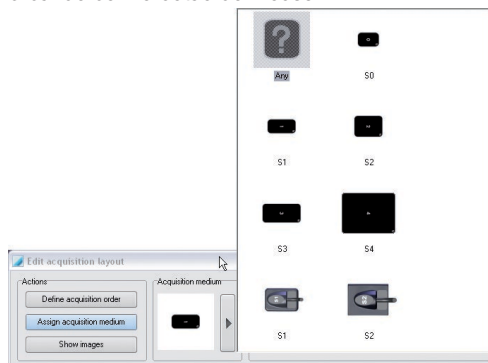 Any S0
S1 S2
S3 S4
Edit acquisition layout
Actions Acquisition medium
Define acquisition order
Assign acquisition medium
Show images
S1 S2